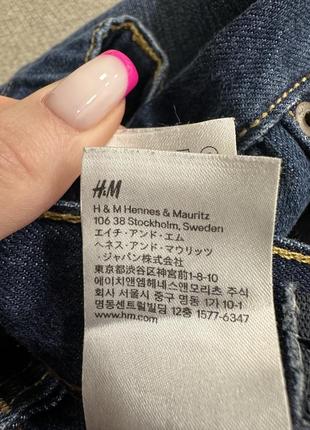 H&M
H & M Hennes & Mauritz
106 38 Stockholm, Sweden
エイチ・アンド・エム
ヘネス・アンド・マウリッツ
・ジャパン株式会社
東京都渋谷区神宮前1-8-10
에이치앤엠헤네스앤모리츠 주식
회사 서울시 중구 명동 1가 10-1
명동센트럴빌딩 12층 1577-6347
www.hm.com